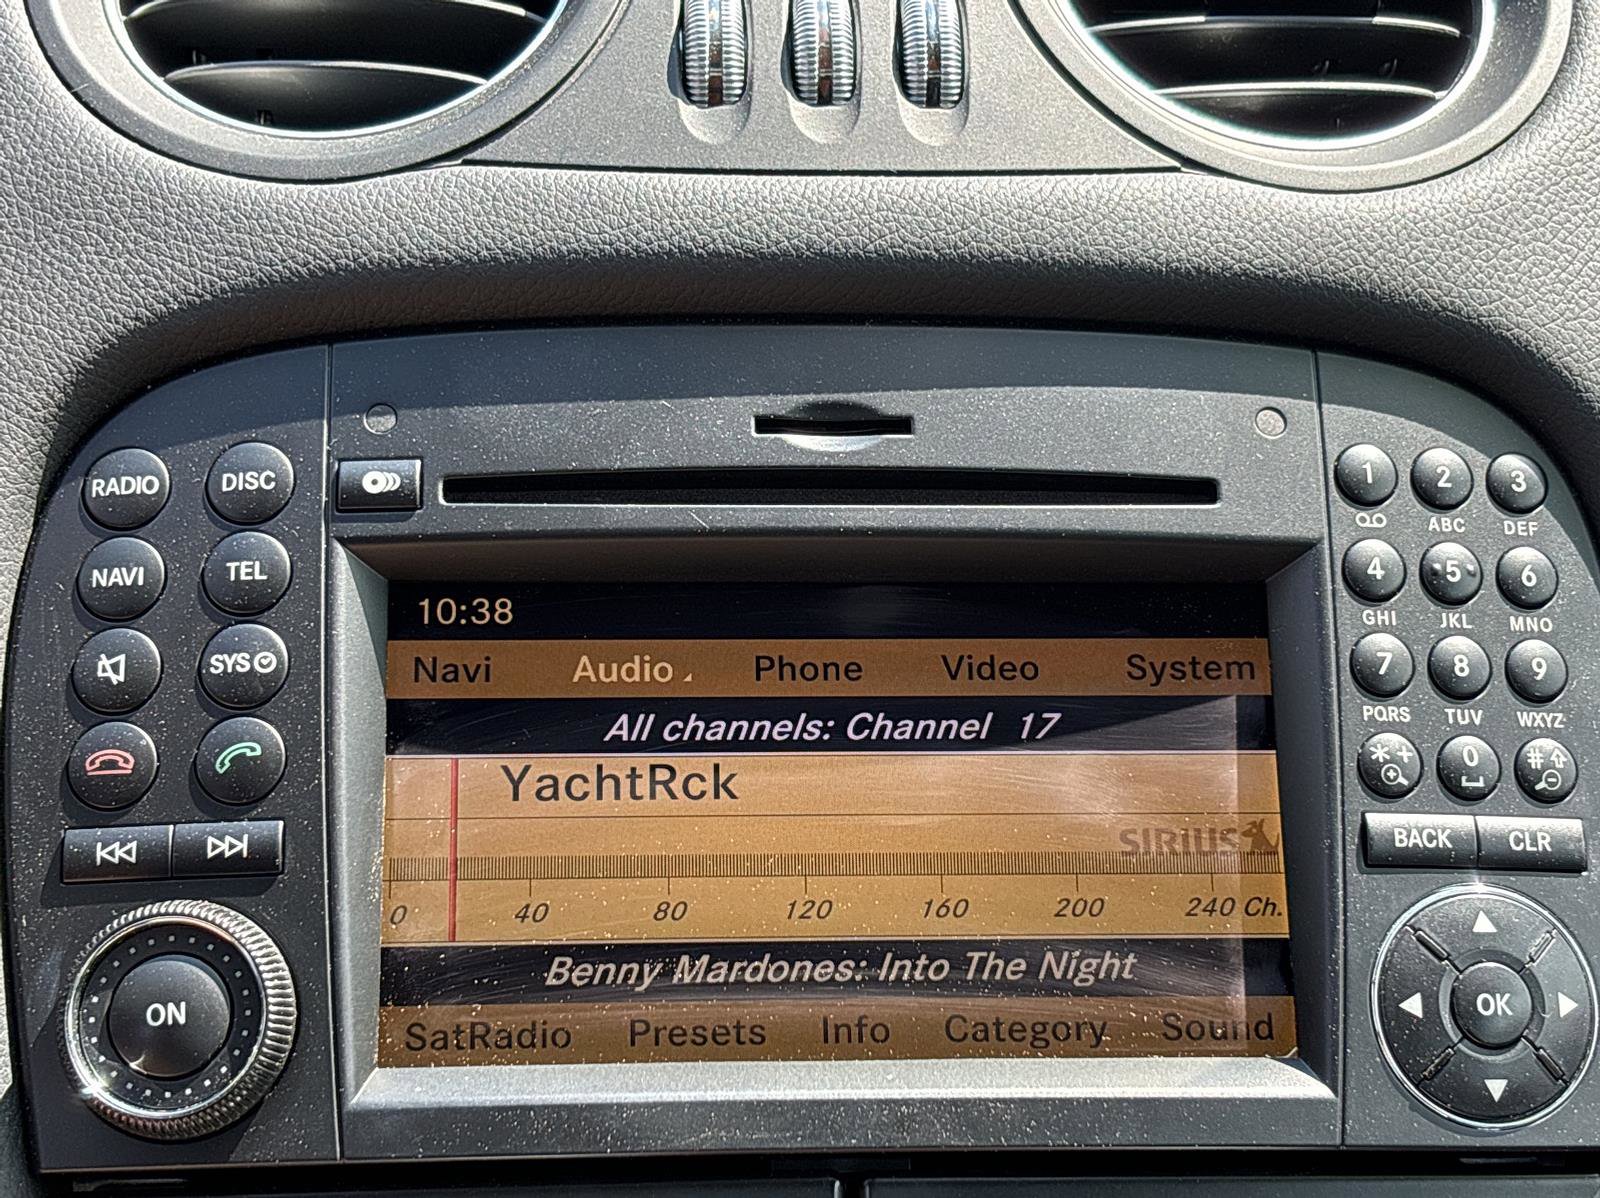 RADIO DISC
NAVI TEL
SYS
ON
10:38
Navi Audio Phone Video System
All channels: Channel 17
YachtRck
SIRIUS
0 40 80 120 160 200 240 Ch.
Benny Mardones: Into The Night
SatRadio Presets Info Category Sound
1 2 3
ABC DEF
4 5 6
GHI JKL MNO
7 8 9
PQRS TUV WXYZ
* + 0 #
BACK CLR
OK